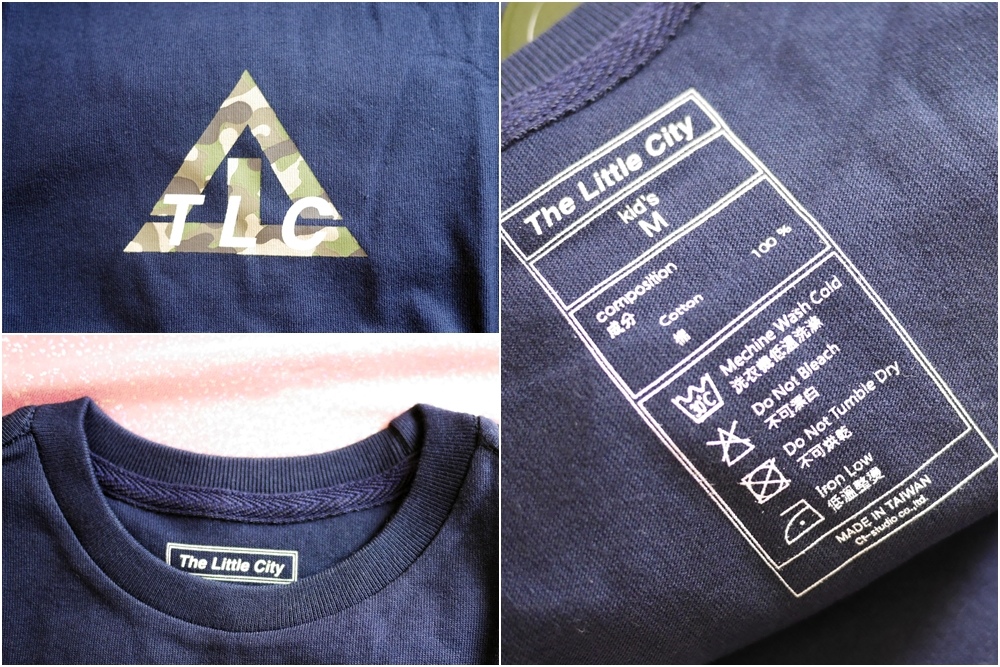 TLC
The Little City
The Little City
kid's
M
composition 100 %
成分 Cotton
棉
Mechine Wash Cold
洗衣機低溫洗滌
31C
Do Not Bleach
不可漂白
Do Not Tumble Dry
不可烘乾
Iron Low
低溫整燙
MADE IN TAIWAN
Ct-studio co.,ltd.